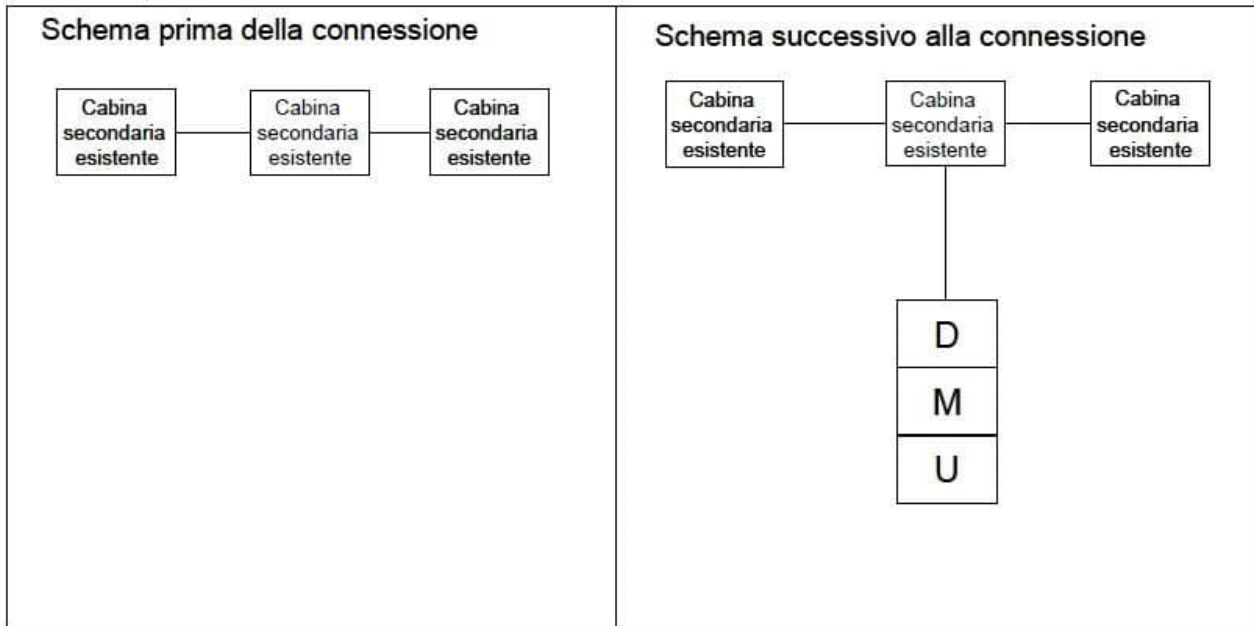 Schema prima della connessione
Cabina
secondaria
esistente
Cabina
secondaria
esistente
Cabina
secondaria
esistente
Schema successivo alla connessione
Cabina
secondaria
esistente
Cabina
secondaria
esistente
Cabina
secondaria
esistente
D
M
U